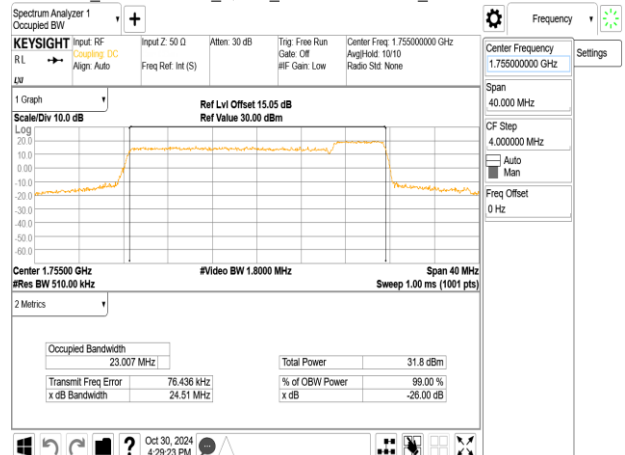 Spectrum Analyzer 1
Occupied BW
Frequency
KEYSIGHT
RL
LXI
Input: RF
Coupling: DC
Align: Auto
Input Z: 50 Ω
Freq Ref: Int (S)
Atten: 30 dB
Trig: Free Run
Gate: Off
#IF Gain: Low
Center Freq: 1.755000000 GHz
Avg|Hold: 10/10
Radio Std: None
Center Frequency
1.755000000 GHz
Settings
Span
40.000 MHz
CF Step
4.000000 MHz
Auto
Man
Freq Offset
0 Hz
1 Graph
Scale/Div 10.0 dB
Ref Lvl Offset 15.05 dB
Ref Value 30.00 dBm
Log
20.0
10.0
0.00
-10.0
-20.0
-30.0
-40.0
-50.0
-60.0
Center 1.75500 GHz
#Res BW 510.00 kHz
#Video BW 1.8000 MHz
Span 40 MHz
Sweep 1.00 ms (1001 pts)
2 Metrics
Occupied Bandwidth
23.007 MHz
Transmit Freq Error 76.436 kHz
x dB Bandwidth 24.51 MHz
Total Power 31.8 dBm
% of OBW Power 99.00 %
x dB -26.00 dB
?
Oct 30, 2024
4:29:23 PM